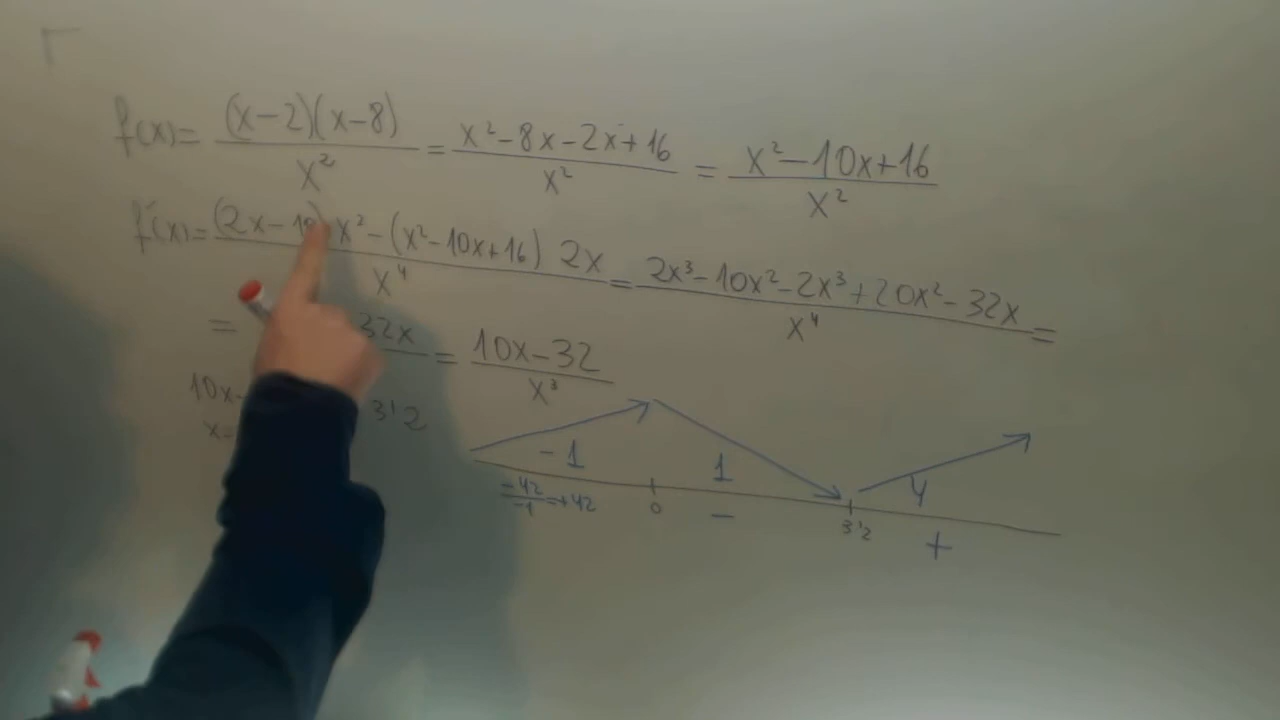 f(x) = (x-2)(x-8) / x² = x²-8x-2x+16 / x² = x²-10x+16 / x²
f'(x) = (2x-10) x² - (x²-10x+16) 2x / x⁴ = 2x³-10x²-2x³+20x²-32x / x⁴ =
= 32x = 10x-32 / x³
10x-
x= 3'2
-1 1 4
-42/-1 = +42 0 - 3'2 +